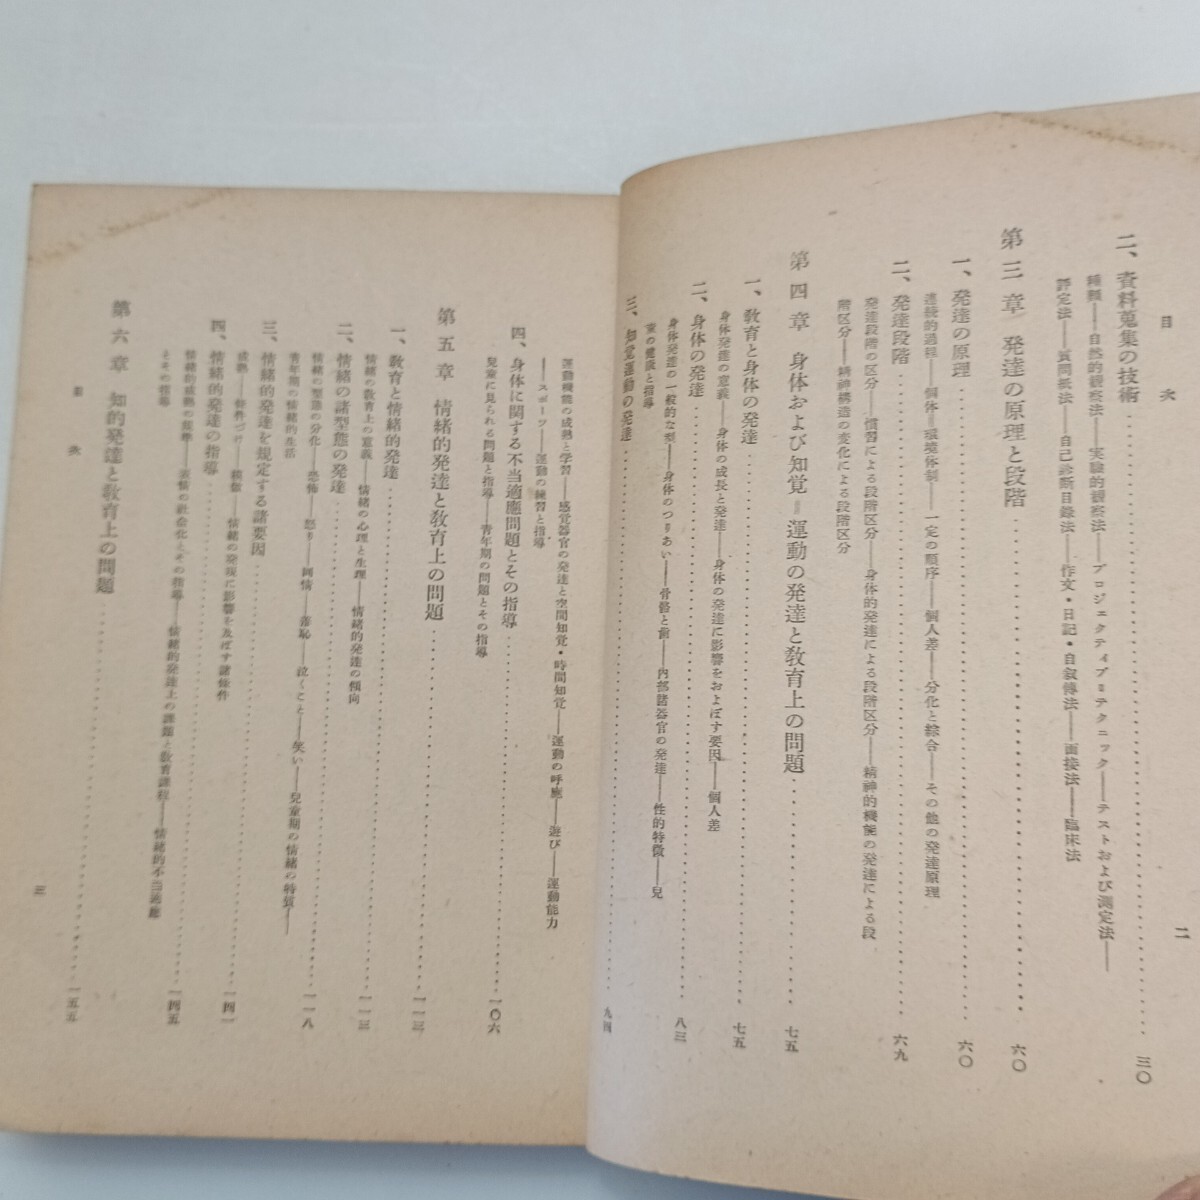 目次
二
二、資料蒐集の技術……三〇
種類――自然的観察法――実験的観察法――プロジェクティブ・テクニック――テストおよび測定法――
評定法――質問紙法――自己診断目録法――作文・日記・自叙傳法――面接法――臨床法
第三章 発達の原理と段階……六〇
一、発達の原理……六〇
連続的過程――個体=環境体制――一定の順序――個人差――分化と綜合――その他の発達原理
二、発達段階……六九
発達段階の区分――慣習による段階区分――身体的発達による段階区分――精神的機能の発達による段
階区分――精神構造の変化による段階区分
第四章 身体および知覚=運動の発達と教育上の問題……七五
一、教育と身体の発達……七五
身体発達の意義――身体の成長と発達――身体の発達に影響をおよぼす要因――個人差
二、身体の発達……八三
身体発達の一般的な型――身体のつりあい――骨骼と歯――内部諸器官の発達――性的特徴――兒
童の健康と指導
三、知覚運動の発達……九四
運動機能の成熟と学習――感覚器官の発達と空間知覚・時間知覚――運動の呼應――遊び――運動能力
――スポーツ――運動の練習と指導
四、身体に関する不当適應問題とその指導……一〇六
兒童に見られる問題と指導――青年期の問題とその指導
第五章 情緒的発達と教育上の問題……一一三
一、教育と情緒的発達……一一三
情緒の教育上の意義――情緒の心理と生理――情緒的発達の傾向
二、情緒の諸型態の発達……一一八
情緒の型態の分化――恐怖――怒り――同情――羞恥――泣くこと――笑い――兒童期の情緒の特質――
青年期の情緒的生活
三、情緒的発達を規定する諸要因
成熟――條件づけ――模倣――情緒の発現に影響を及ぼす諸條件
四、情緒的発達の指導……一四一
情緒的成熟の規準――表情の社会化とその指導――情緒的発達上の課題と教育課程――情緒的不当適應
とその指導……一四五
第六章 知的発達と教育上の問題……一五五
目次
三